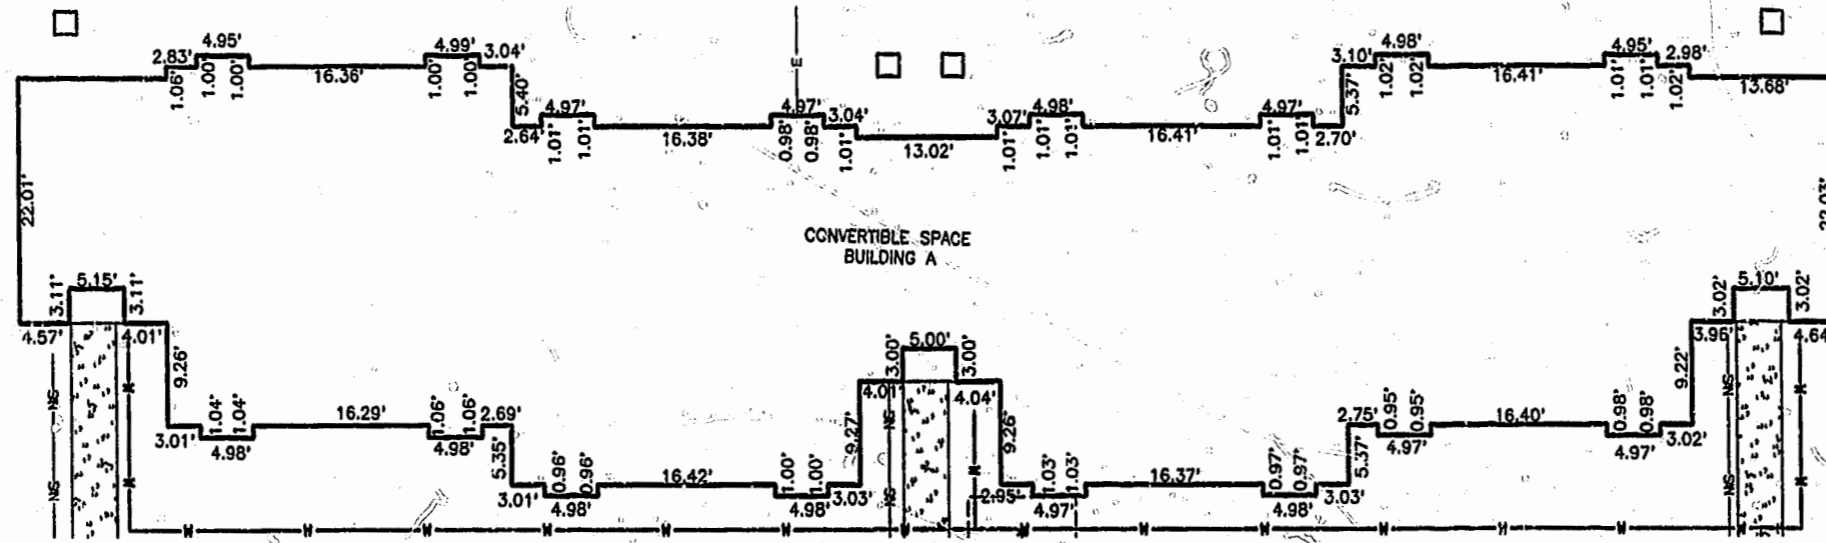 4.95' 4.99' 4.98' 4.95'
2.83' 3.04' 3.10' 2.98'
1.06' 1.00' 1.00' 16.36' 1.00' 1.00' 1.02' 1.02' 16.41' 1.01' 1.01' 1.02' 13.68'
E
5.40' 5.37'
4.97' 4.97' 4.98' 4.97'
2.64' 3.04' 3.07' 2.70'
1.01' 1.01' 16.38' 0.98' 0.98' 1.01' 13.02' 1.01' 1.01' 1.01' 16.41' 1.01' 1.01'
22.01' 22.03'
CONVERTIBLE SPACE
BUILDING A
5.15' 5.10'
3.11' 3.11' 3.02' 3.02'
4.57' 4.01' 3.96' 4.64'
5.00'
3.00' 3.00'
4.01' 4.04'
9.26' 9.22'
NG NG NG
1.04' 1.04' 16.29' 1.06' 1.06' 2.69' 2.75' 0.95' 0.95' 16.40' 0.98' 0.98'
3.01' 4.98' 4.98' 4.97' 4.97' 3.02'
9.27' 9.26'
5.35' 5.37'
0.96' 0.96' 16.42' 1.00' 1.00' 1.03' 1.03' 16.37' 0.97' 0.97'
3.01' 4.98' 4.98' 3.03' 2.95' 4.97' 4.98' 3.03'
NG NG NG
W W W W W W W W W W W W W W